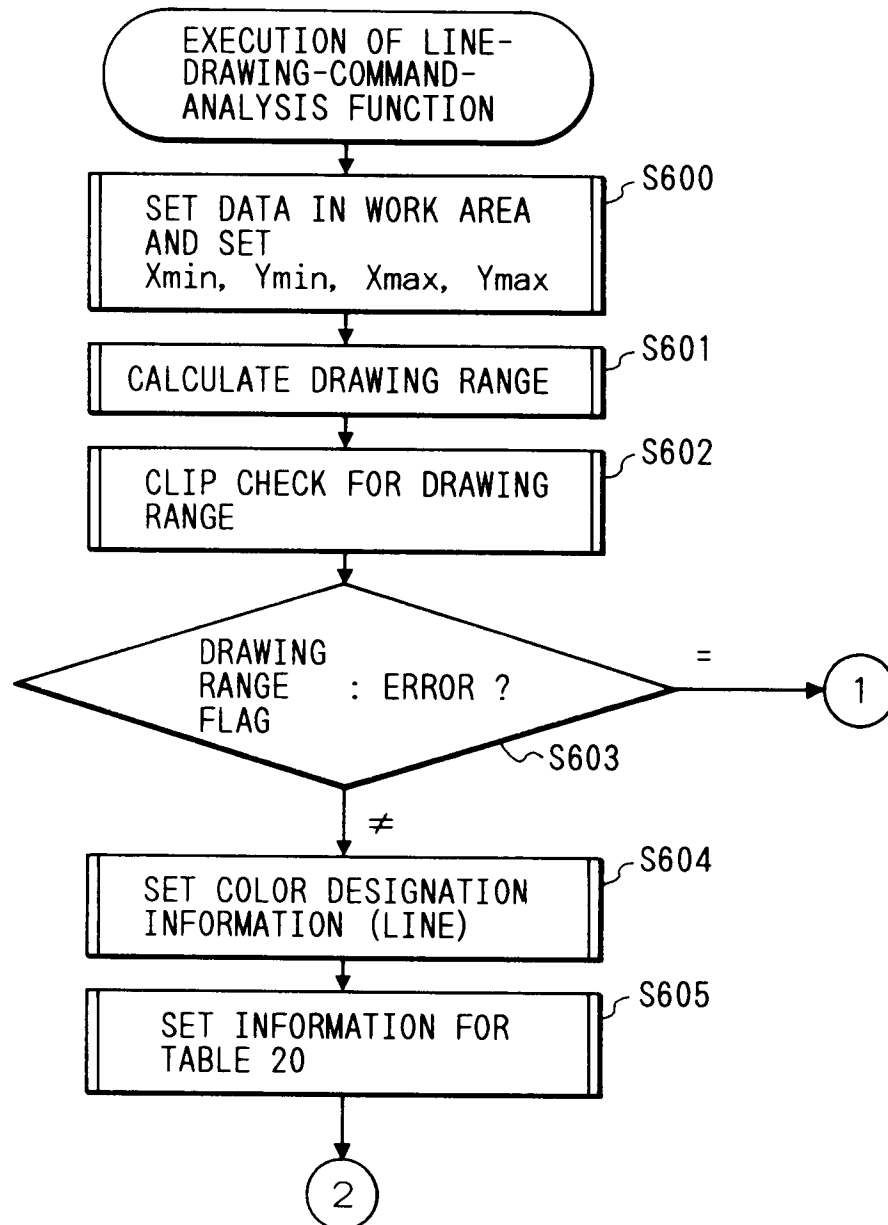 EXECUTION OF LINE-
DRAWING-COMMAND-
ANALYSIS FUNCTION
S600
SET DATA IN WORK AREA
AND SET
Xmin, Ymin, Xmax, Ymax
S601
CALCULATE DRAWING RANGE
S602
CLIP CHECK FOR DRAWING
RANGE
DRAWING
RANGE : ERROR ?
FLAG
=
1
S603
≠
S604
SET COLOR DESIGNATION
INFORMATION (LINE)
S605
SET INFORMATION FOR
TABLE 20
2